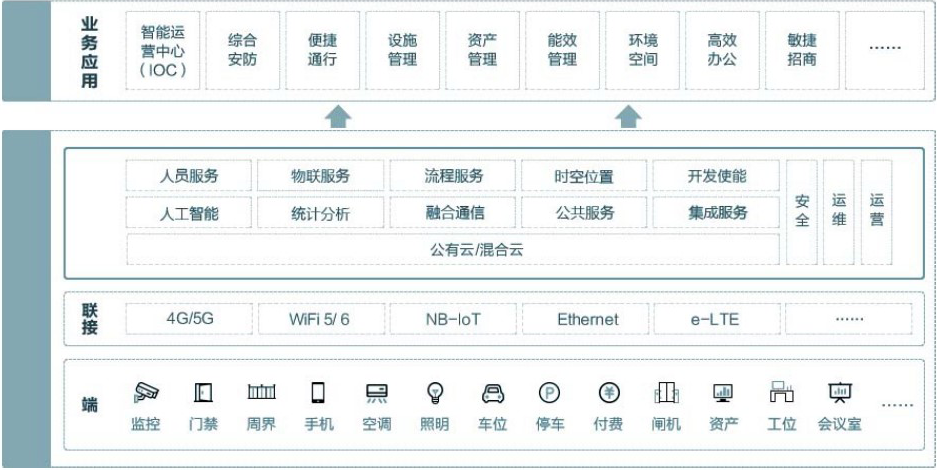 业务应用
智能运营中心（IOC）
综合安防
便捷通行
设施管理
资产管理
能效管理
环境空间
高效办公
敏捷招商
……
人员服务 物联服务 流程服务 时空位置 开发使能
人工智能 统计分析 融合通信 公共服务 集成服务
公有云/混合云
安全
运维
运营
联接
4G/5G WiFi 5/6 NB-IoT Ethernet e-LTE ……
端
监控 门禁 周界 手机 空调 照明 车位 停车 付费 闸机 资产 工位 会议室 ……